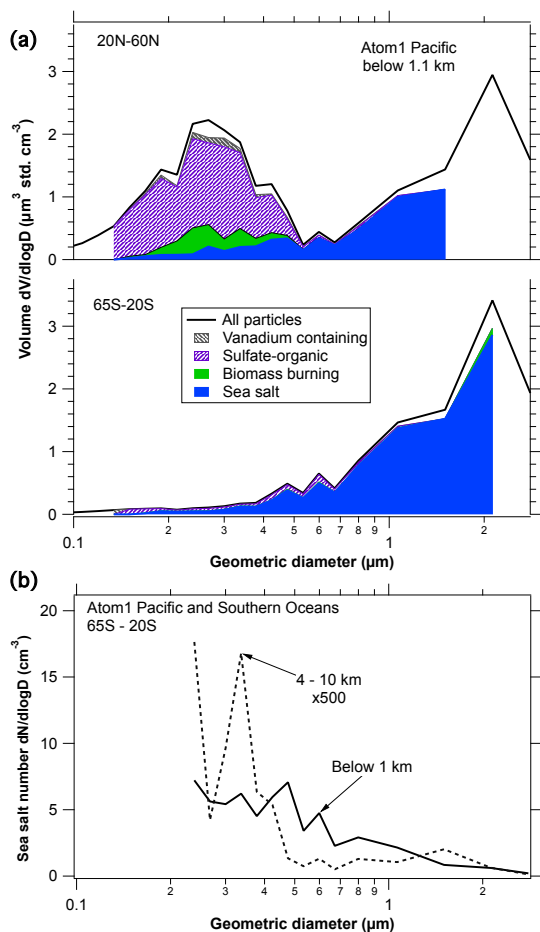 (a)
20N-60N
Atom1 Pacific
below 1.1 km
3
2
1
0
65S-20S
All particles
Vanadium containing
Sulfate-organic
Biomass burning
Sea salt
3
2
1
0
Volume dV/dlogD (µm³ std. cm⁻³)
0.1 2 3 4 5 6 7 8 9 1 2
Geometric diameter (µm)
(b)
Atom1 Pacific and Southern Oceans
65S - 20S
4 - 10 km
x500
Below 1 km
20
15
10
5
0
Sea salt number dN/dlogD (cm⁻³)
0.1 2 3 4 5 6 7 8 9 1 2
Geometric diameter (µm)